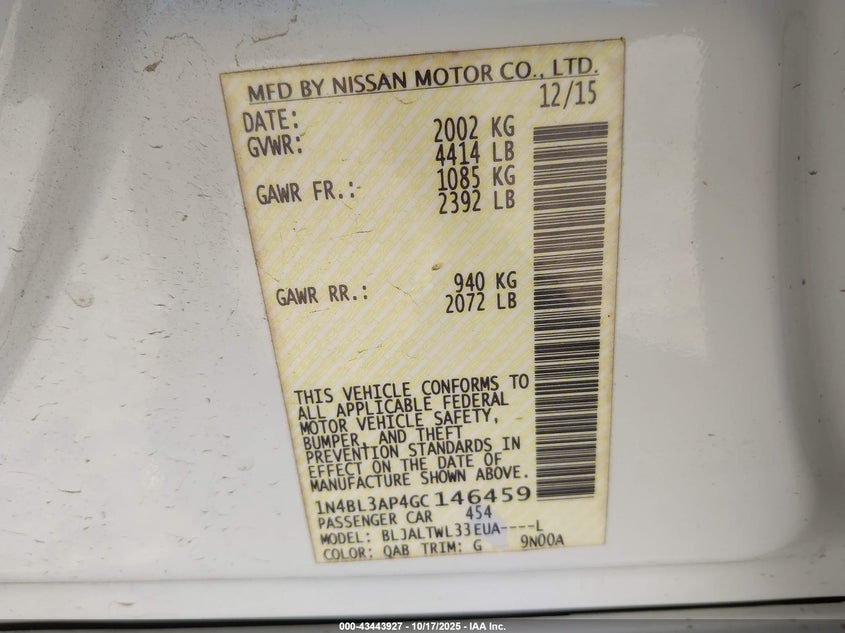 MFD BY NISSAN MOTOR CO., LTD.
DATE: 12/15
GVWR: 2002 KG
4414 LB
GAWR FR.: 1085 KG
2392 LB
GAWR RR.: 940 KG
2072 LB
THIS VEHICLE CONFORMS TO
ALL APPLICABLE FEDERAL
MOTOR VEHICLE SAFETY,
BUMPER, AND THEFT
PREVENTION STANDARDS IN
EFFECT ON THE DATE OF
MANUFACTURE SHOWN ABOVE.
1N4BL3AP4GC146459
PASSENGER CAR 454
MODEL: BLJALTWL33EUA----L
COLOR: QAB TRIM: G 9N00A
000-43443927 - 10/17/2025 - IAA Inc.